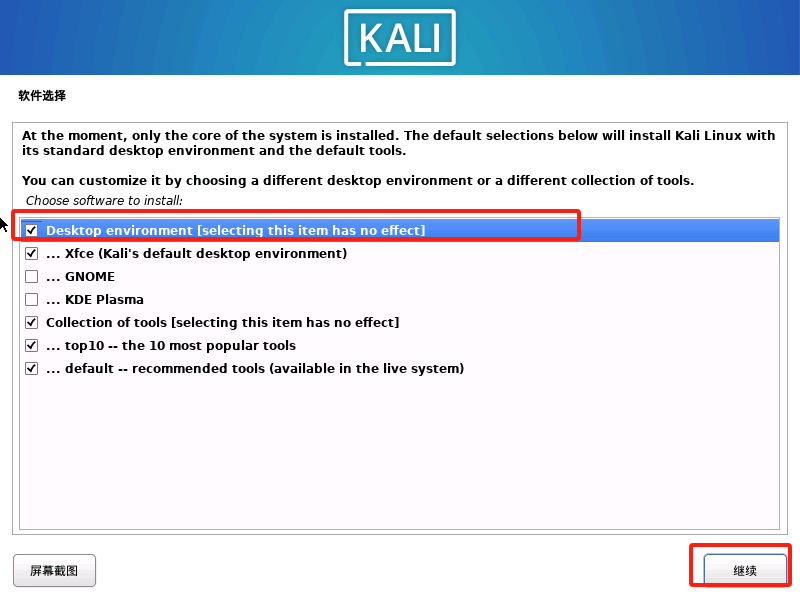 KALI
软件选择
At the moment, only the core of the system is installed. The default selections below will install Kali Linux with
its standard desktop environment and the default tools.
You can customize it by choosing a different desktop environment or a different collection of tools.
Choose software to install:
Desktop environment [selecting this item has no effect]
... Xfce (Kali's default desktop environment)
... GNOME
... KDE Plasma
Collection of tools [selecting this item has no effect]
... top10 -- the 10 most popular tools
... default -- recommended tools (available in the live system)
屏幕截图
继续